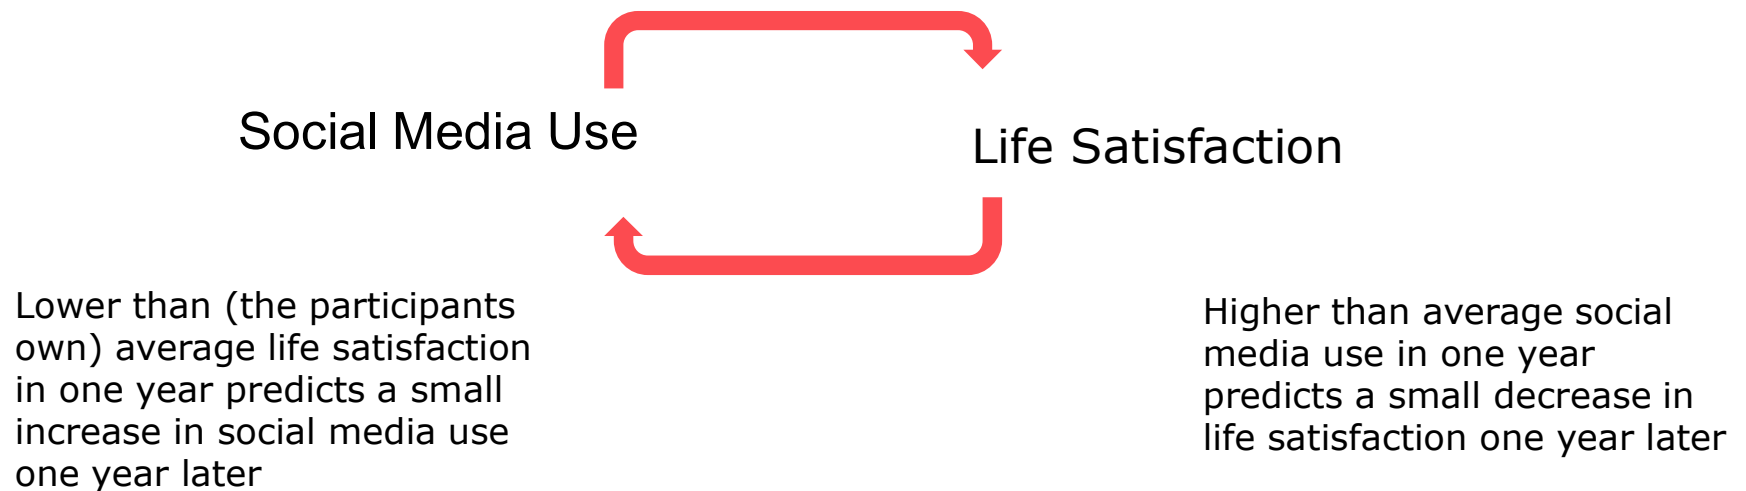 Social Media Use
Life Satisfaction
Lower than (the participants
own) average life satisfaction
in one year predicts a small
increase in social media use
one year later
Higher than average social
media use in one year
predicts a small decrease in
life satisfaction one year later